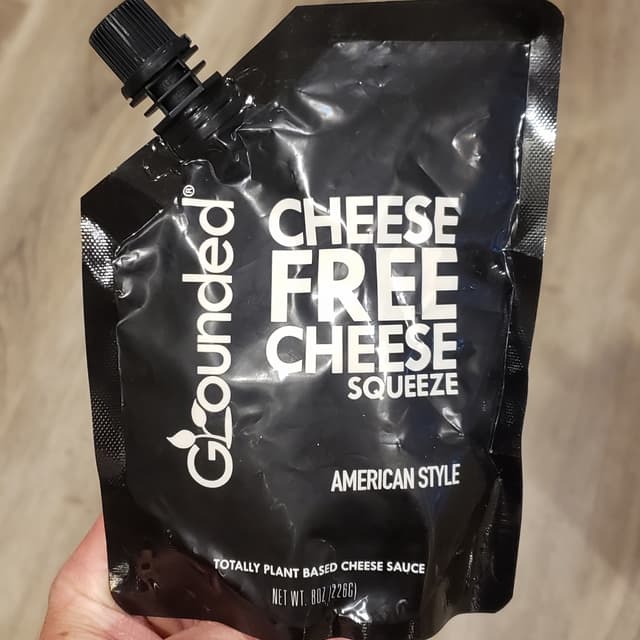 Grounded®
CHEESE
FREE
CHEESE
SQUEEZE
AMERICAN STYLE
TOTALLY PLANT BASED CHEESE SAUCE
NET WT. 8OZ (226G)